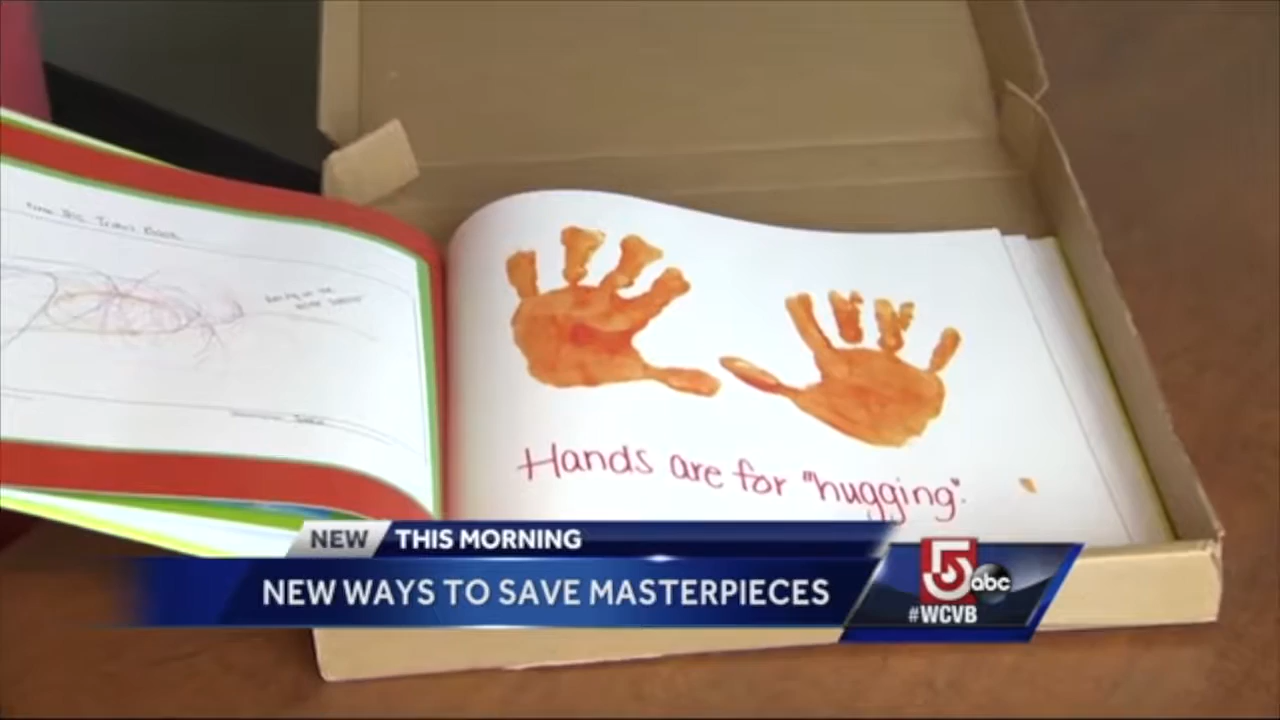 Hands are for "hugging".
NEW THIS MORNING
NEW WAYS TO SAVE MASTERPIECES
5 abc
#WCVB